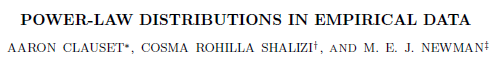 POWER-LAW DISTRIBUTIONS IN EMPIRICAL DATA
AARON CLAUSET*, COSMA ROHILLA SHALIZI†, AND M. E. J. NEWMAN‡